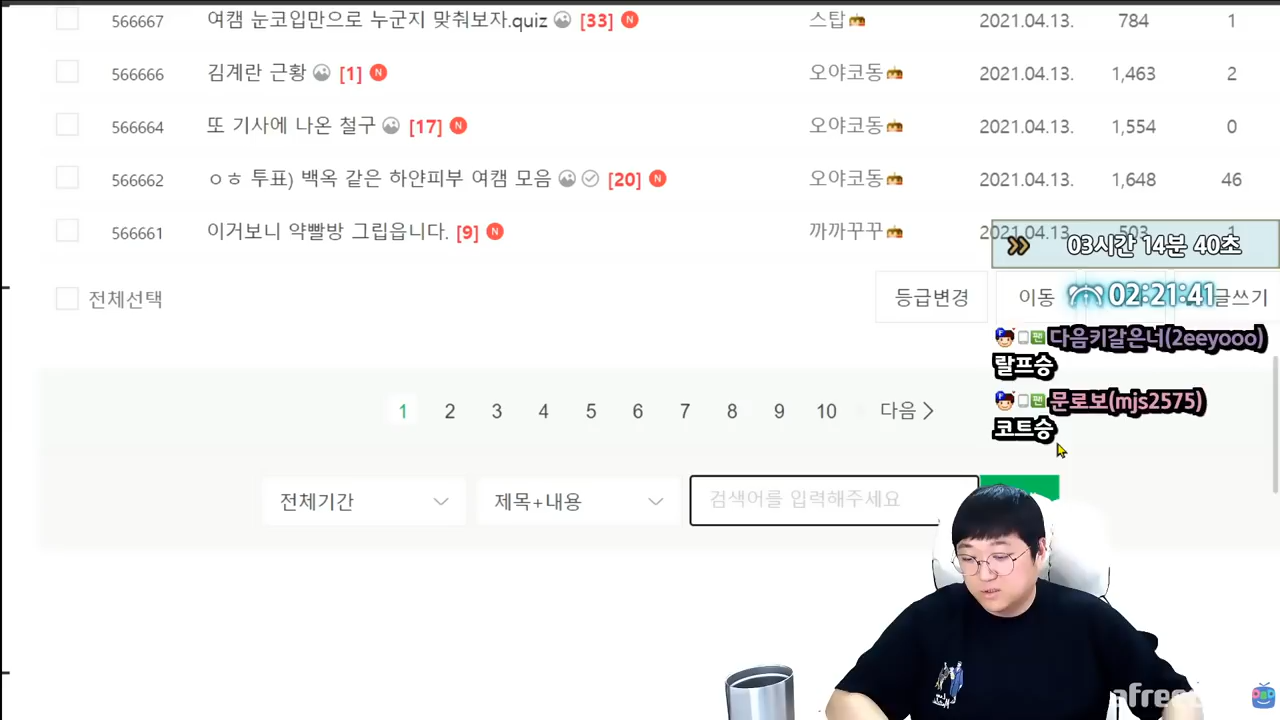 566667 여캠 눈코입만으로 누군지 맞춰보자.quiz [33] N 스탑 2021.04.13. 784 1
566666 김계란 근황 [1] N 오야코동 2021.04.13. 1,463 2
566664 또 기사에 나온 철구 [17] N 오야코동 2021.04.13. 1,554 0
566662 ㅇㅎ 투표) 백옥 같은 하얀피부 여캠 모음 [20] N 오야코동 2021.04.13. 1,648 46
566661 이거보니 약빨방 그립읍니다. [9] N 까까꾸꾸 2021.04.13. 503 1
03시간 14분 40초
전체선택 등급변경 이동 글쓰기
02:21:41
팬 다음키갈은너(2eeyooo)
랄프승
팬 문로보(mjs2575)
코트승
1 2 3 4 5 6 7 8 9 10 다음
전체기간 제목+내용 검색어를 입력해주세요